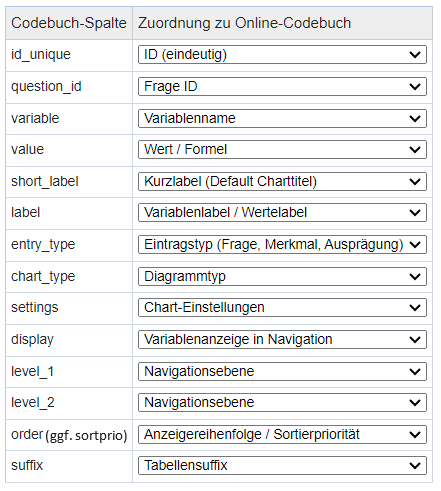 Codebuch-Spalte Zuordnung zu Online-Codebuch
id_unique ID (eindeutig)
question_id Frage ID
variable Variablenname
value Wert / Formel
short_label Kurzlabel (Default Charttitel)
label Variablenlabel / Wertelabel
entry_type Eintragstyp (Frage, Merkmal, Ausprägung)
chart_type Diagrammtyp
settings Chart-Einstellungen
display Variablenanzeige in Navigation
level_1 Navigationsebene
level_2 Navigationsebene
order (ggf. sortprio) Anzeigereihenfolge / Sortierpriorität
suffix Tabellensuffix